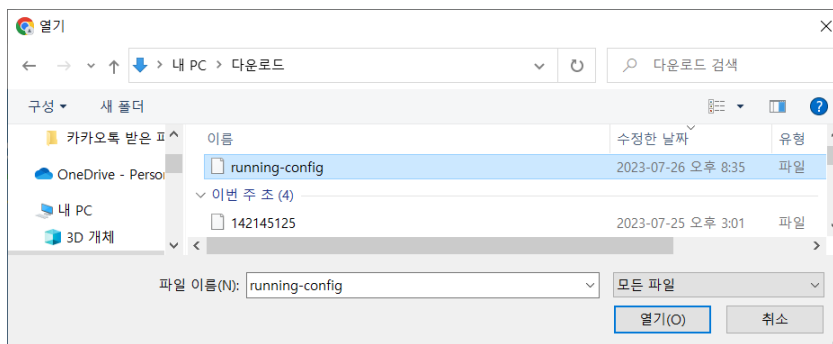 열기
내 PC > 다운로드
다운로드 검색
구성
새 폴더
카카오톡 받은 파
OneDrive - Person
내 PC
3D 개체
이름
수정한 날짜
유형
running-config
2023-07-26 오후 8:35
파일
이번 주 초 (4)
142145125
2023-07-25 오후 3:01
파일
파일 이름(N):
running-config
모든 파일
열기(O)
취소